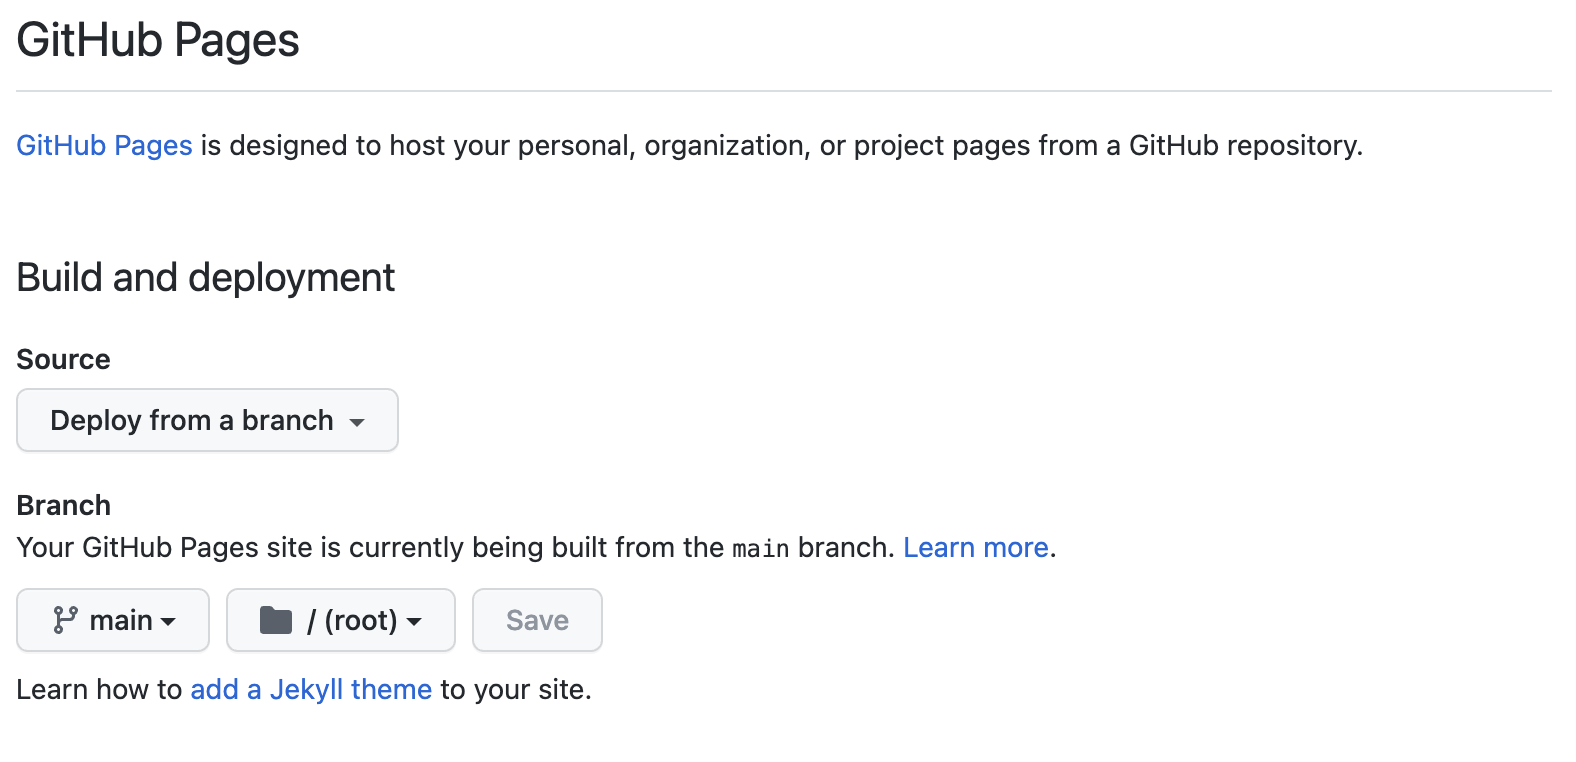 GitHub Pages
GitHub Pages is designed to host your personal, organization, or project pages from a GitHub repository.
Build and deployment
Source
Deploy from a branch
Branch
Your GitHub Pages site is currently being built from the main branch. Learn more.
main / (root) Save
Learn how to add a Jekyll theme to your site.